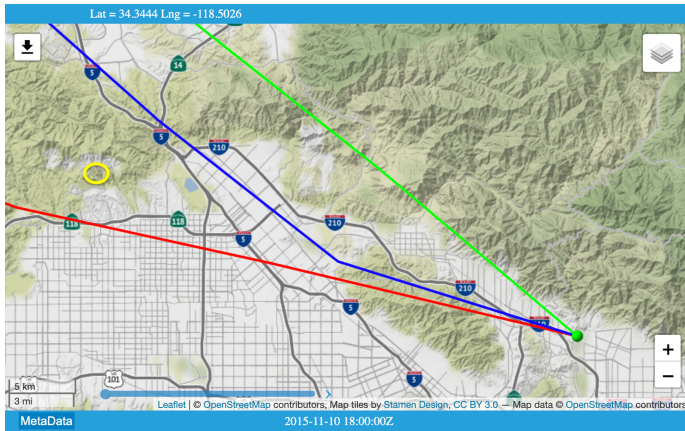 Lat = 34.3444 Lng = -118.5026
14
5
5
210
118
118
5
210
210
210
5
101
5
5 km
3 mi
+
−
Leaflet | © OpenStreetMap contributors, Map tiles by Stamen Design, CC BY 3.0 — Map data © OpenStreetMap contributors
MetaData
2015-11-10 18:00:00Z